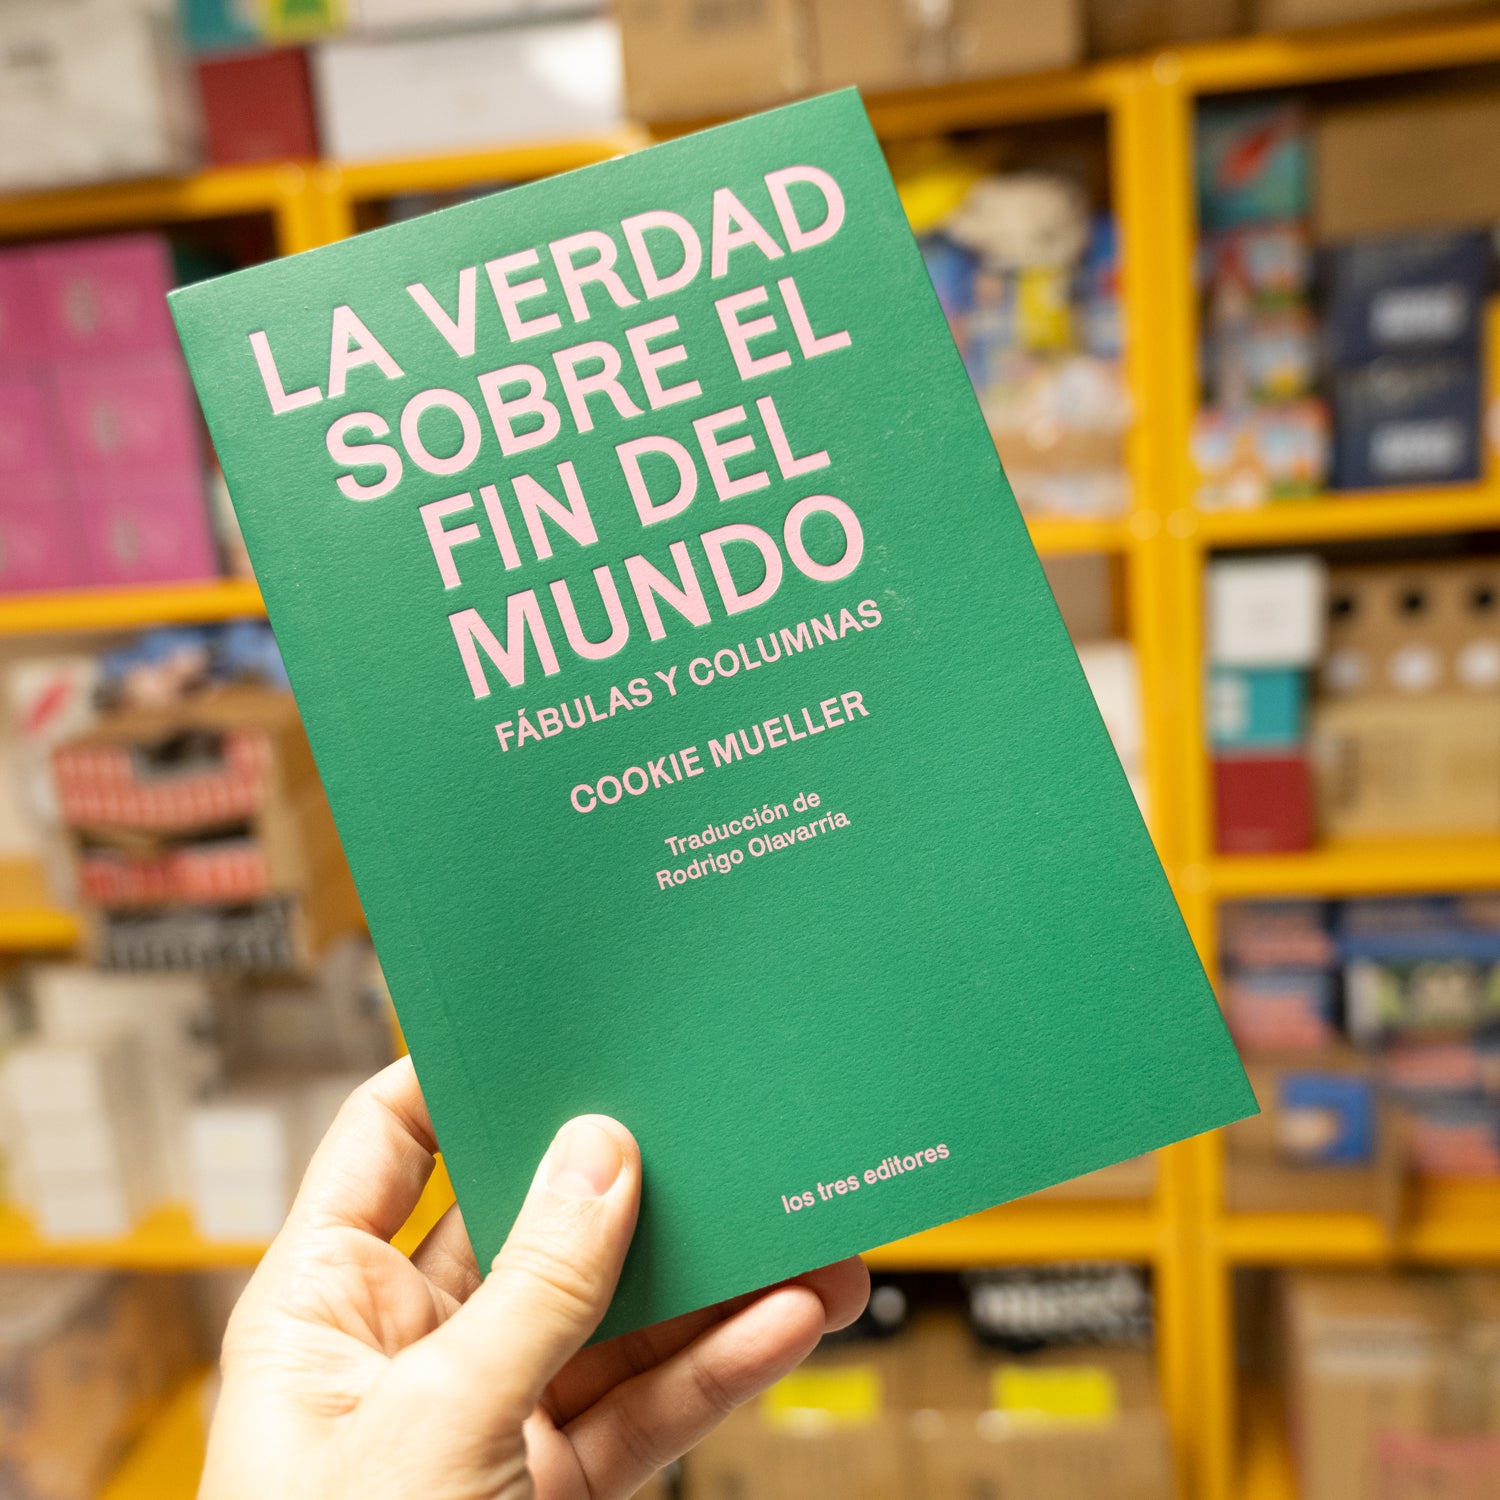 LA VERDAD
SOBRE EL
FIN DEL
MUNDO
FÁBULAS Y COLUMNAS
COOKIE MUELLER
Traducción de
Rodrigo Olavarría
los tres editores